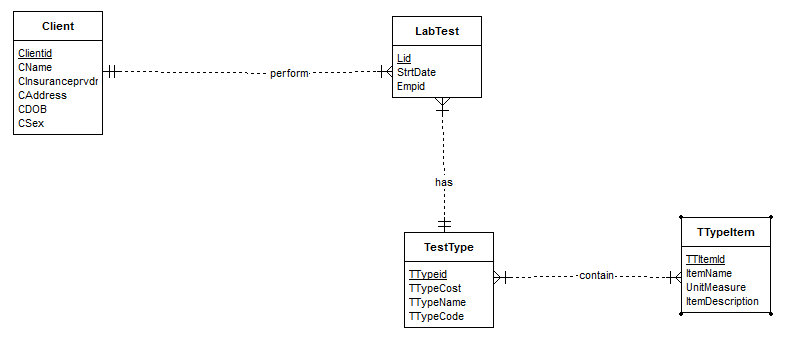 Client
Clientid
CName
CInsuranceprvdr
CAddress
CDOB
CSex
perform
LabTest
Lid
StrtDate
Empid
has
TestType
TTypeid
TTypeCost
TTypeName
TTypeCode
contain
TTypeItem
TTItemId
ItemName
UnitMeasure
ItemDescription